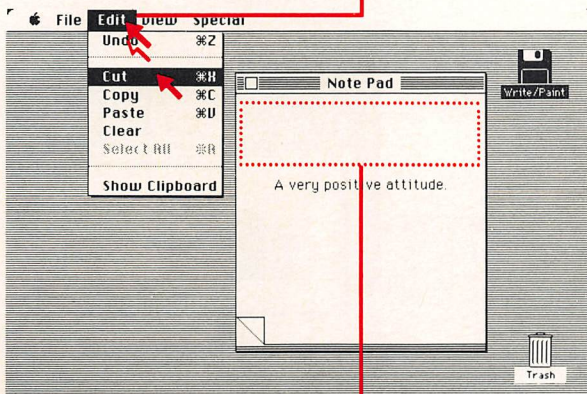 File Edit View Special
Undo ⌘Z
Cut ⌘X
Copy ⌘C
Paste ⌘V
Clear
Select All ⌘A
Show Clipboard
Note Pad
A very positive attitude.
Write/Paint
Trash